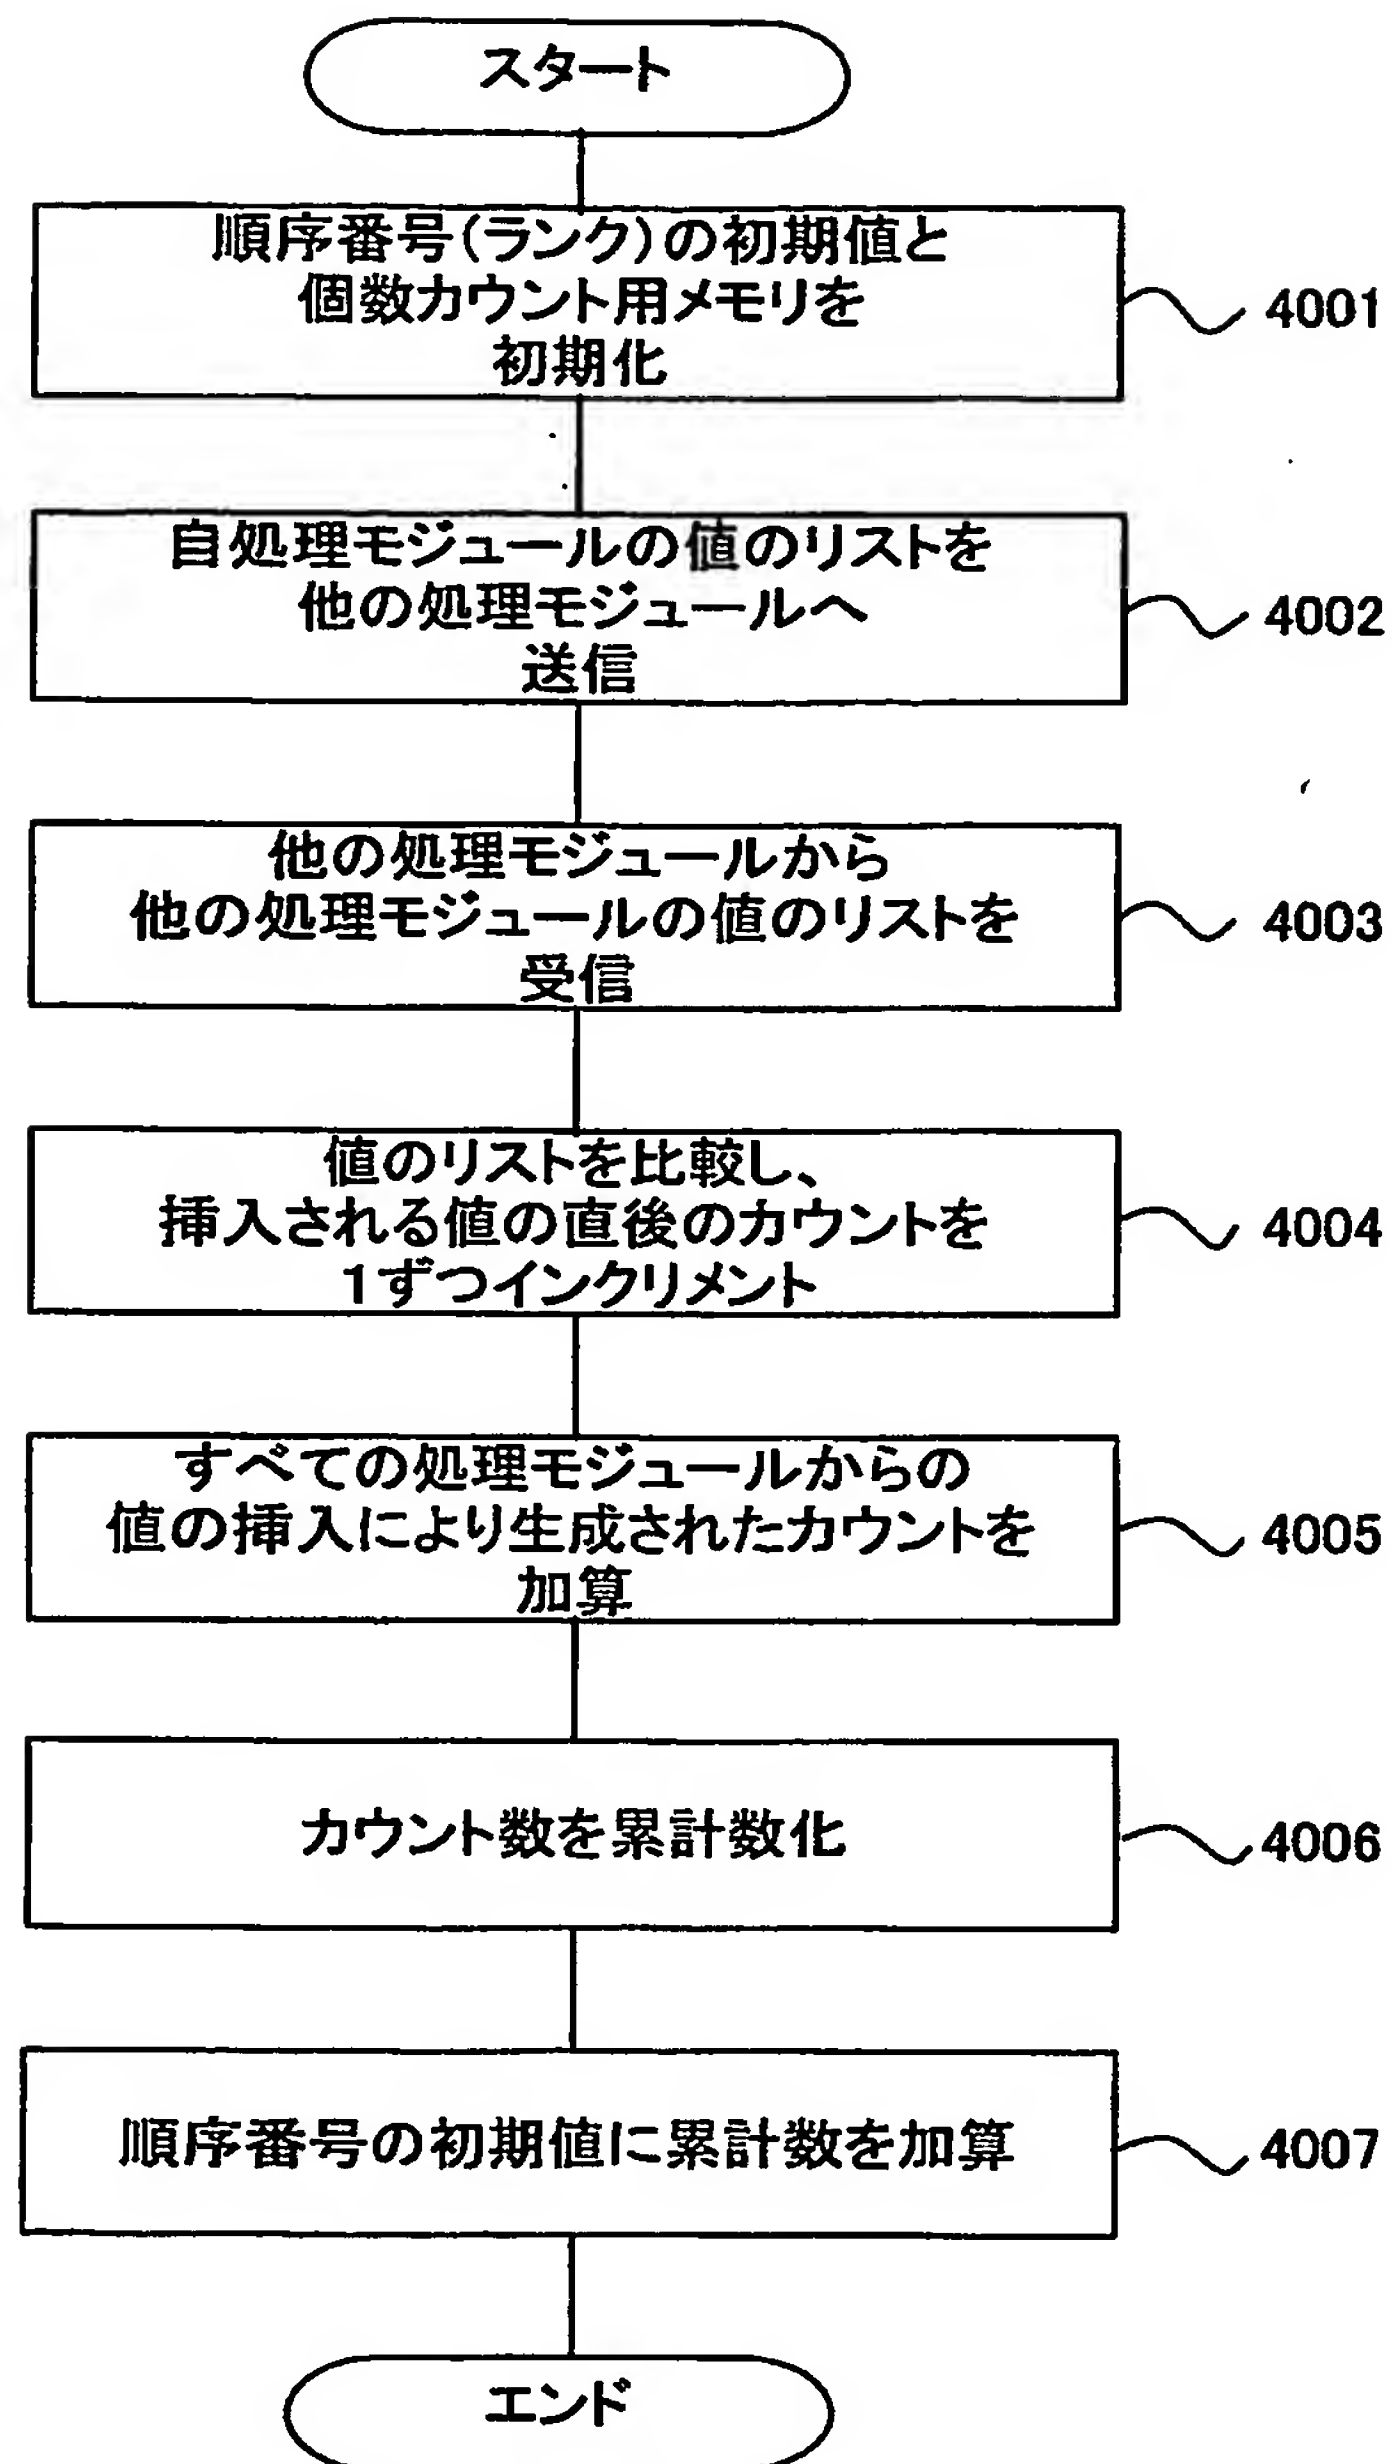 スタート
順序番号(ランク)の初期値と
個数カウント用メモリを
初期化
4001
自処理モジュールの値のリストを
他の処理モジュールへ
送信
4002
他の処理モジュールから
他の処理モジュールの値のリストを
受信
4003
値のリストを比較し、
挿入される値の直後のカウントを
1ずつインクリメント
4004
すべての処理モジュールからの
値の挿入により生成されたカウントを
加算
4005
カウント数を累計数化
4006
順序番号の初期値に累計数を加算
4007
エンド